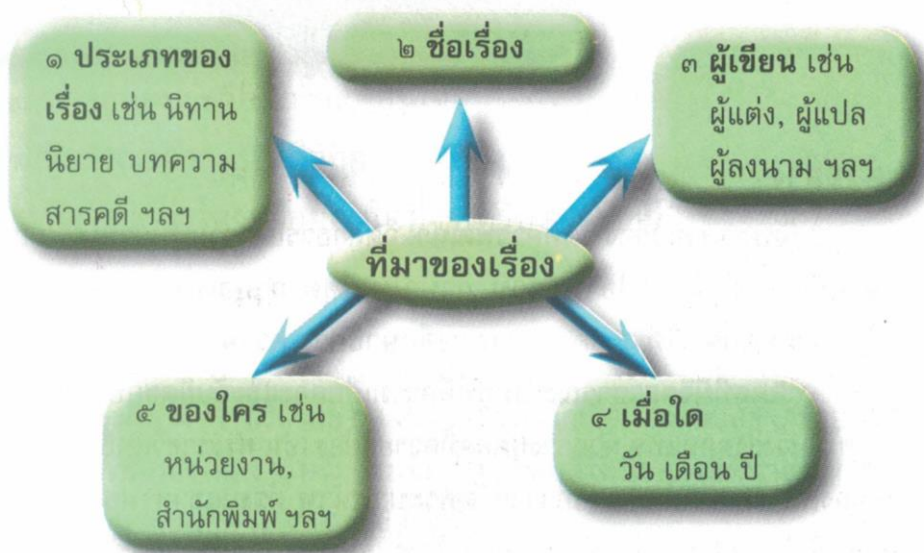 ๑ ประเภทของ
เรื่อง เช่น นิทาน
นิยาย บทความ
สารคดี ฯลฯ
๒ ชื่อเรื่อง
๓ ผู้เขียน เช่น
ผู้แต่ง, ผู้แปล
ผู้ลงนาม ฯลฯ
ที่มาของเรื่อง
๕ ของใคร เช่น
หน่วยงาน,
สำนักพิมพ์ ฯลฯ
๔ เมื่อใด
วัน เดือน ปี